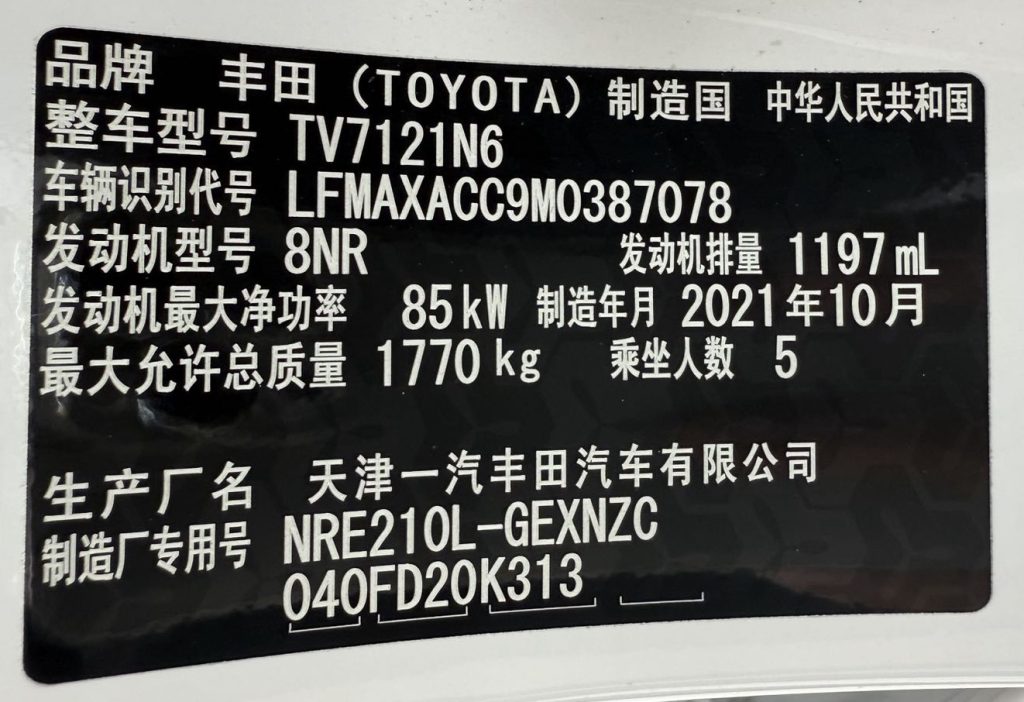 品牌 丰田（TOYOTA）制造国 中华人民共和国
整车型号 TV7121N6
车辆识别代号 LFMAXACC9M0387078
发动机型号 8NR 发动机排量 1197mL
发动机最大净功率 85kW 制造年月 2021年10月
最大允许总质量 1770kg 乘坐人数 5
生产厂名 天津一汽丰田汽车有限公司
制造厂专用号 NRE210L-GEXNZC
040FD20K313